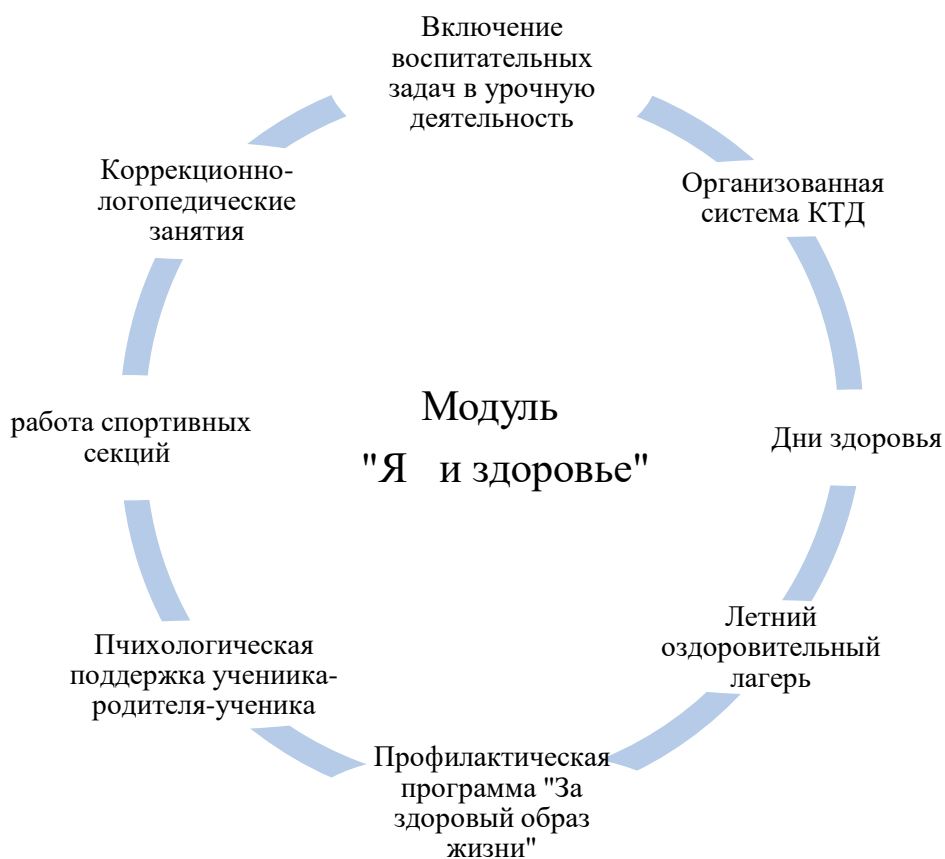 Включение
воспитательных
задач в урочную
деятельность
Организованная
система КТД
Дни здоровья
Летний
оздоровительный
лагерь
Профилактическая
программа "За
здоровый образ
жизни"
Пчихологическая
поддержка учениика-
родителя-ученика
работа спортивных
секций
Коррекционно-
логопедические
занятия
Модуль
"Я и здоровье"